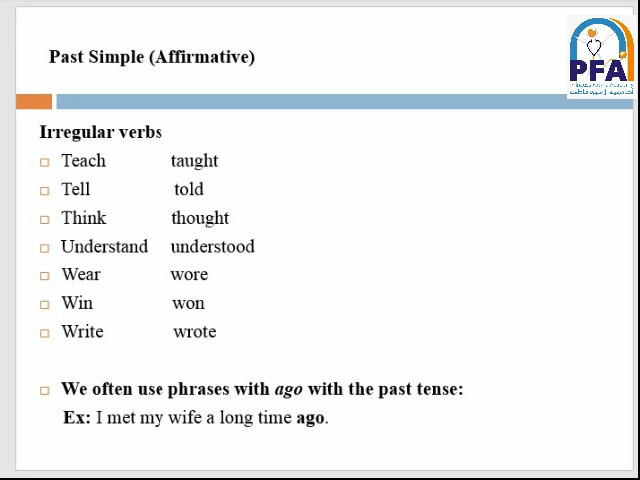 Past Simple (Affirmative)
PFA
Irregular verbs
Teach taught
Tell told
Think thought
Understand understood
Wear wore
Win won
Write wrote
We often use phrases with ago with the past tense:
Ex: I met my wife a long time ago.